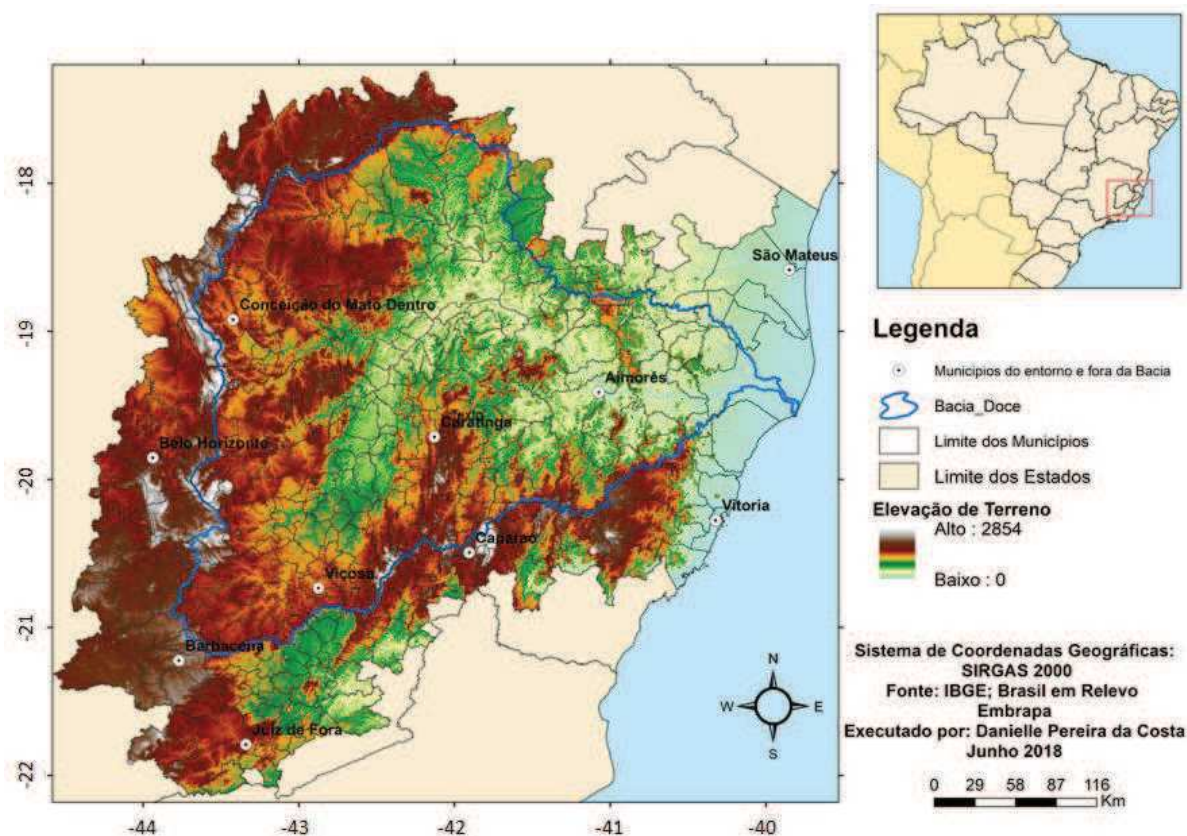 -18
-19
-20
-21
-22
-44
-43
-42
-41
-40
São Mateus
Conceição do Mato Dentro
Aimorés
Caratinga
Belo Horizonte
Vitoria
Caparaó
Viçosa
Barbacena
Juiz de Fora
N
W
E
S
Legenda
Municipios do entorno e fora da Bacia
Bacia_Doce
Limite dos Municípios
Limite dos Estados
Elevação de Terreno
Alto : 2854
Baixo : 0
Sistema de Coordenadas Geográficas:
SIRGAS 2000
Fonte: IBGE; Brasil em Relevo
Embrapa
Executado por: Danielle Pereira da Costa
Junho 2018
0 29 58 87 116
Km